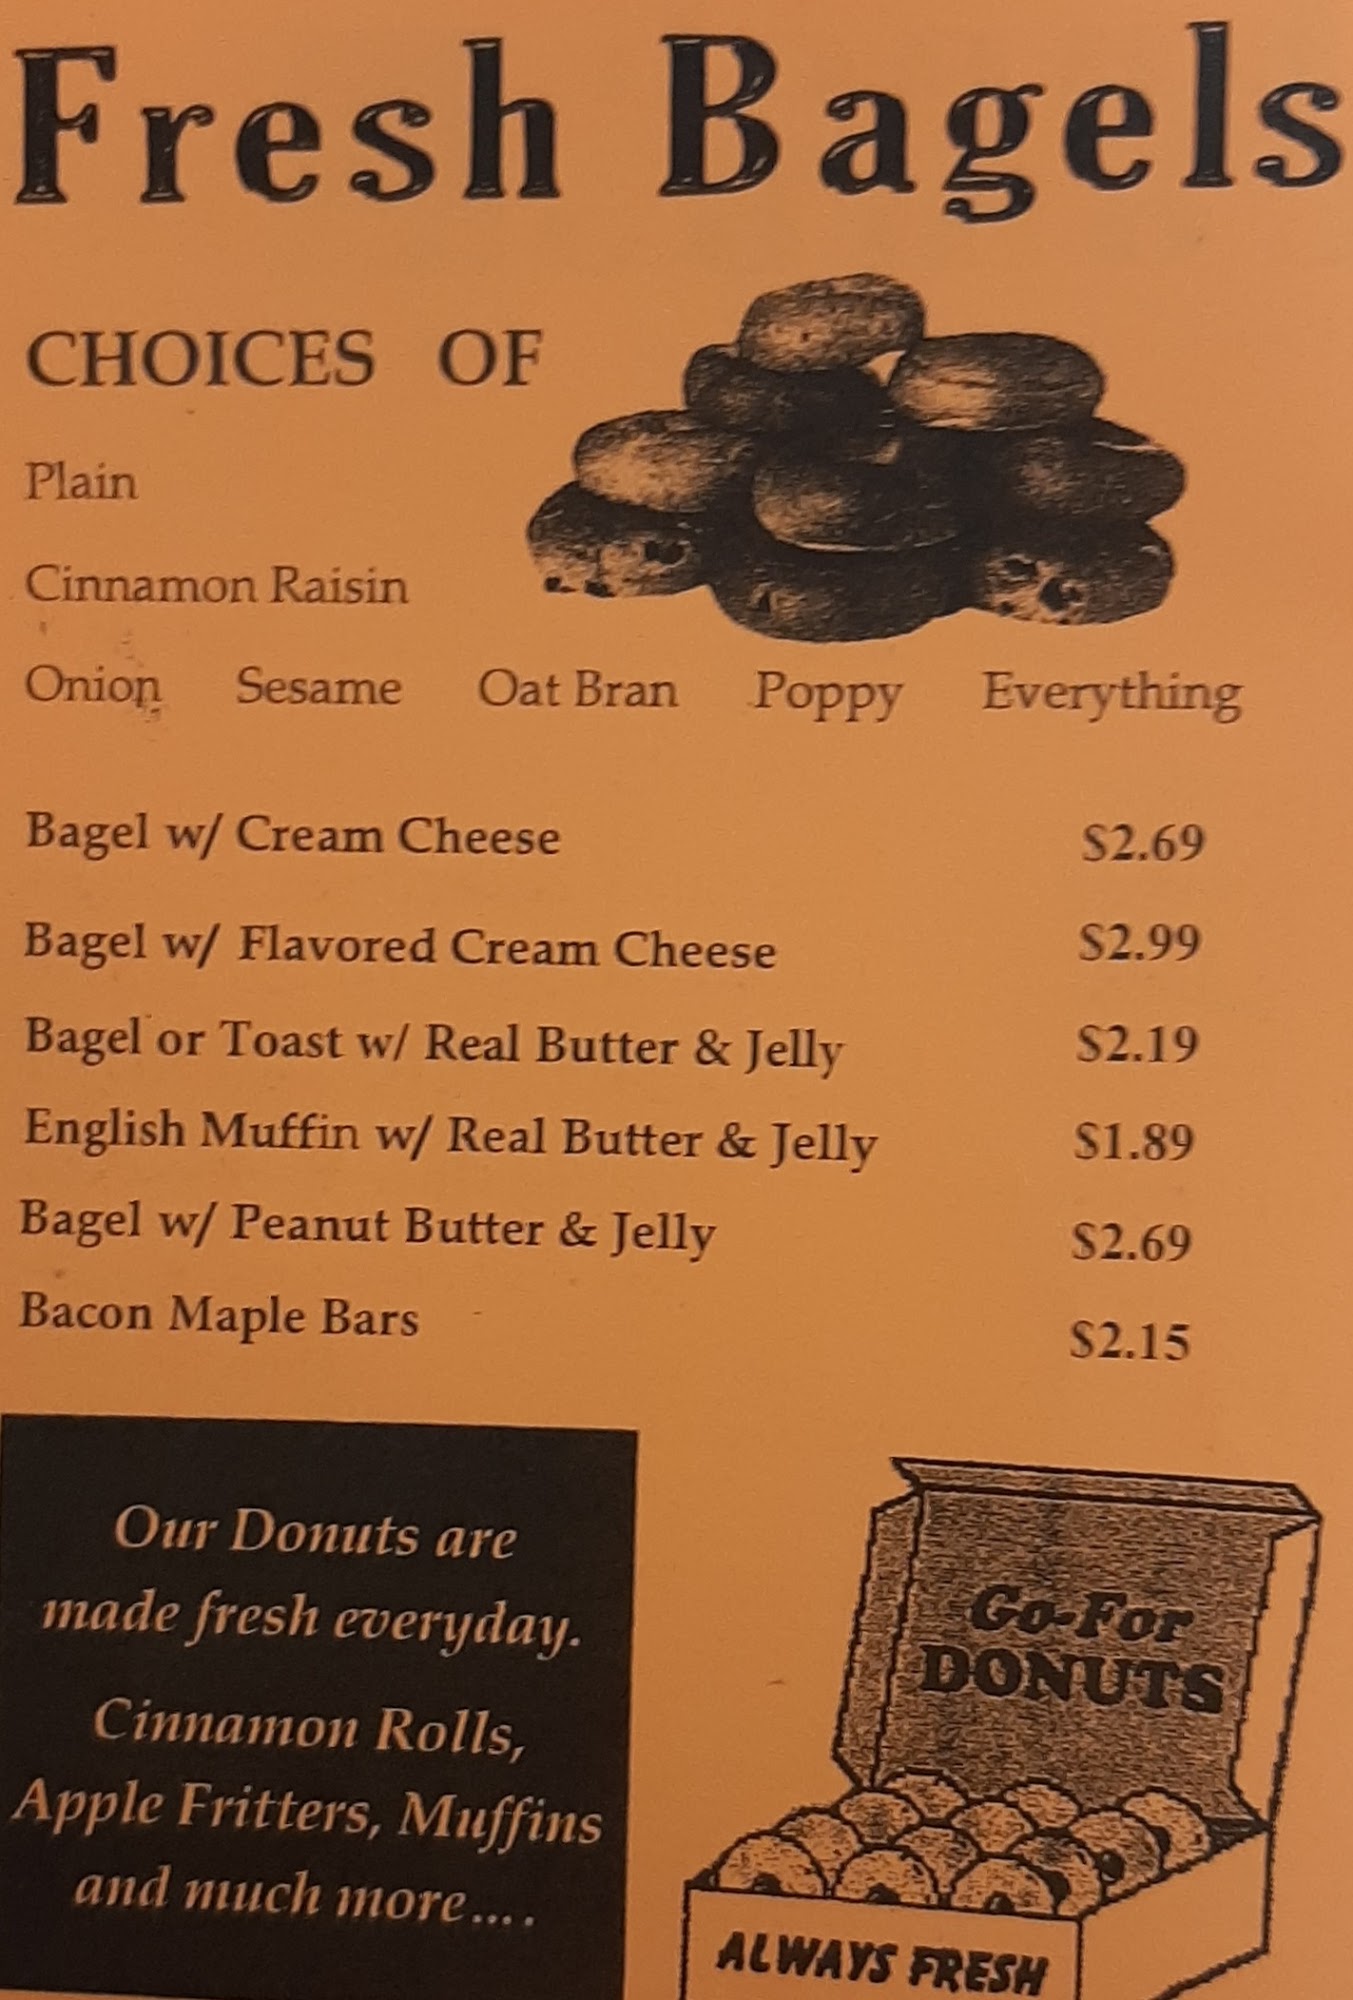 Fresh Bagels
CHOICES OF
Plain
Cinnamon Raisin
Onion Sesame Oat Bran Poppy Everything
Bagel w/ Cream Cheese $2.69
Bagel w/ Flavored Cream Cheese $2.99
Bagel or Toast w/ Real Butter & Jelly $2.19
English Muffin w/ Real Butter & Jelly $1.89
Bagel w/ Peanut Butter & Jelly $2.69
Bacon Maple Bars $2.15
Our Donuts are
made fresh everyday.
Cinnamon Rolls,
Apple Fritters, Muffins
and much more....
Go-For
DONUTS
ALWAYS FRESH